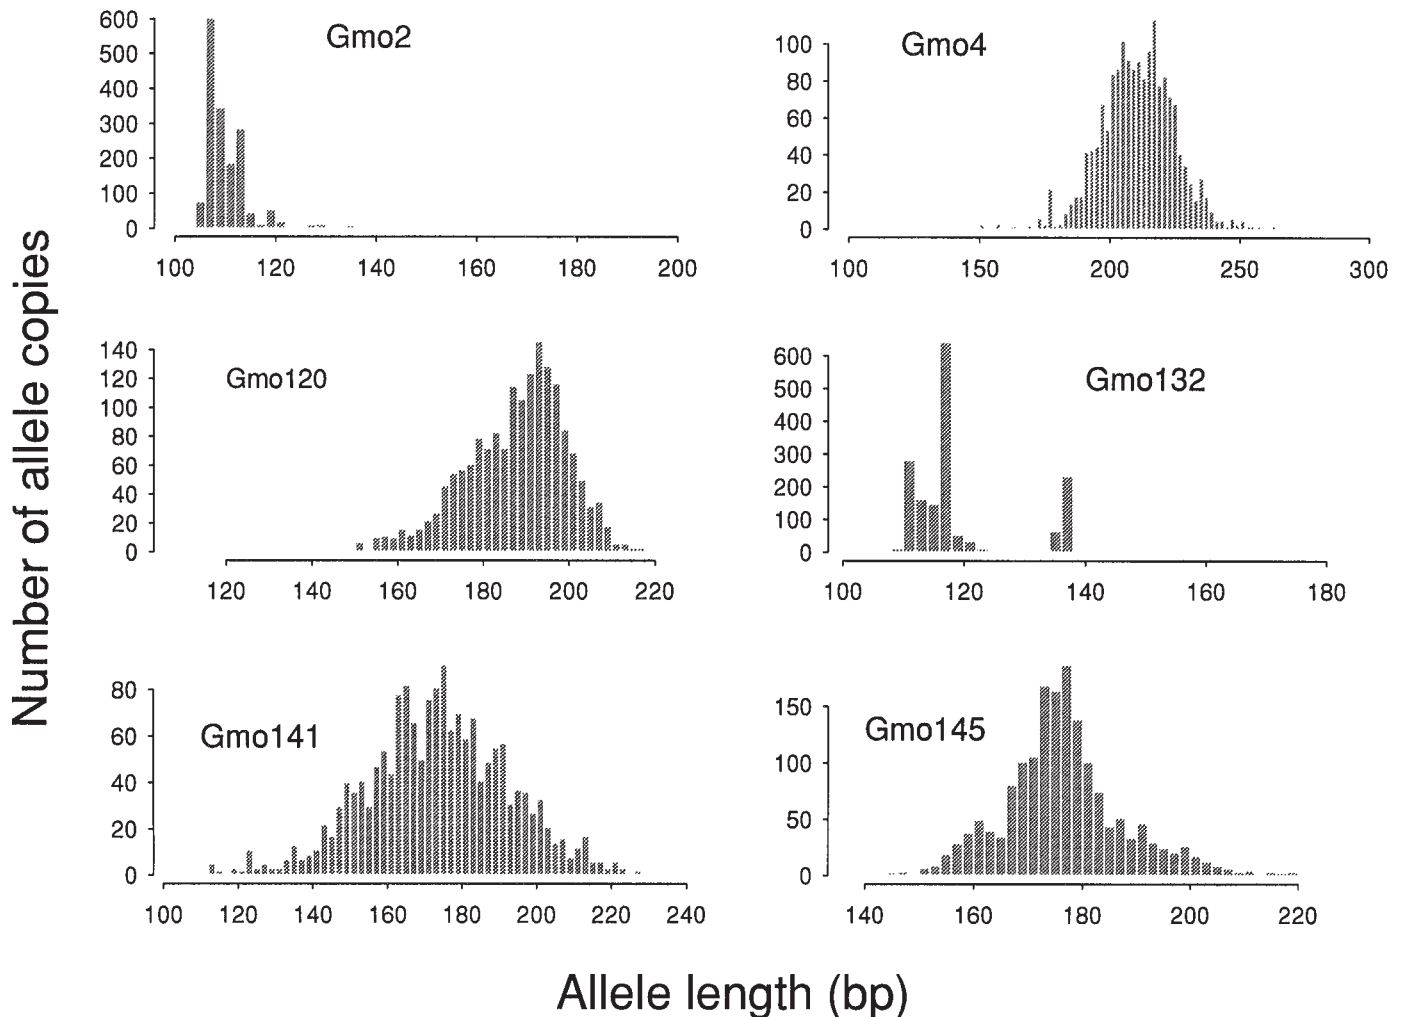 Number of allele copies
Gmo2
600
500
400
300
200
100
0
100 120 140 160 180 200
Gmo4
100
80
60
40
20
0
100 150 200 250 300
Gmo120
140
120
100
80
60
40
20
0
120 140 160 180 200 220
Gmo132
600
500
400
300
200
100
0
100 120 140 160 180
Gmo141
80
60
40
20
0
100 120 140 160 180 200 220 240
Gmo145
150
100
50
0
140 160 180 200 220
Allele length (bp)